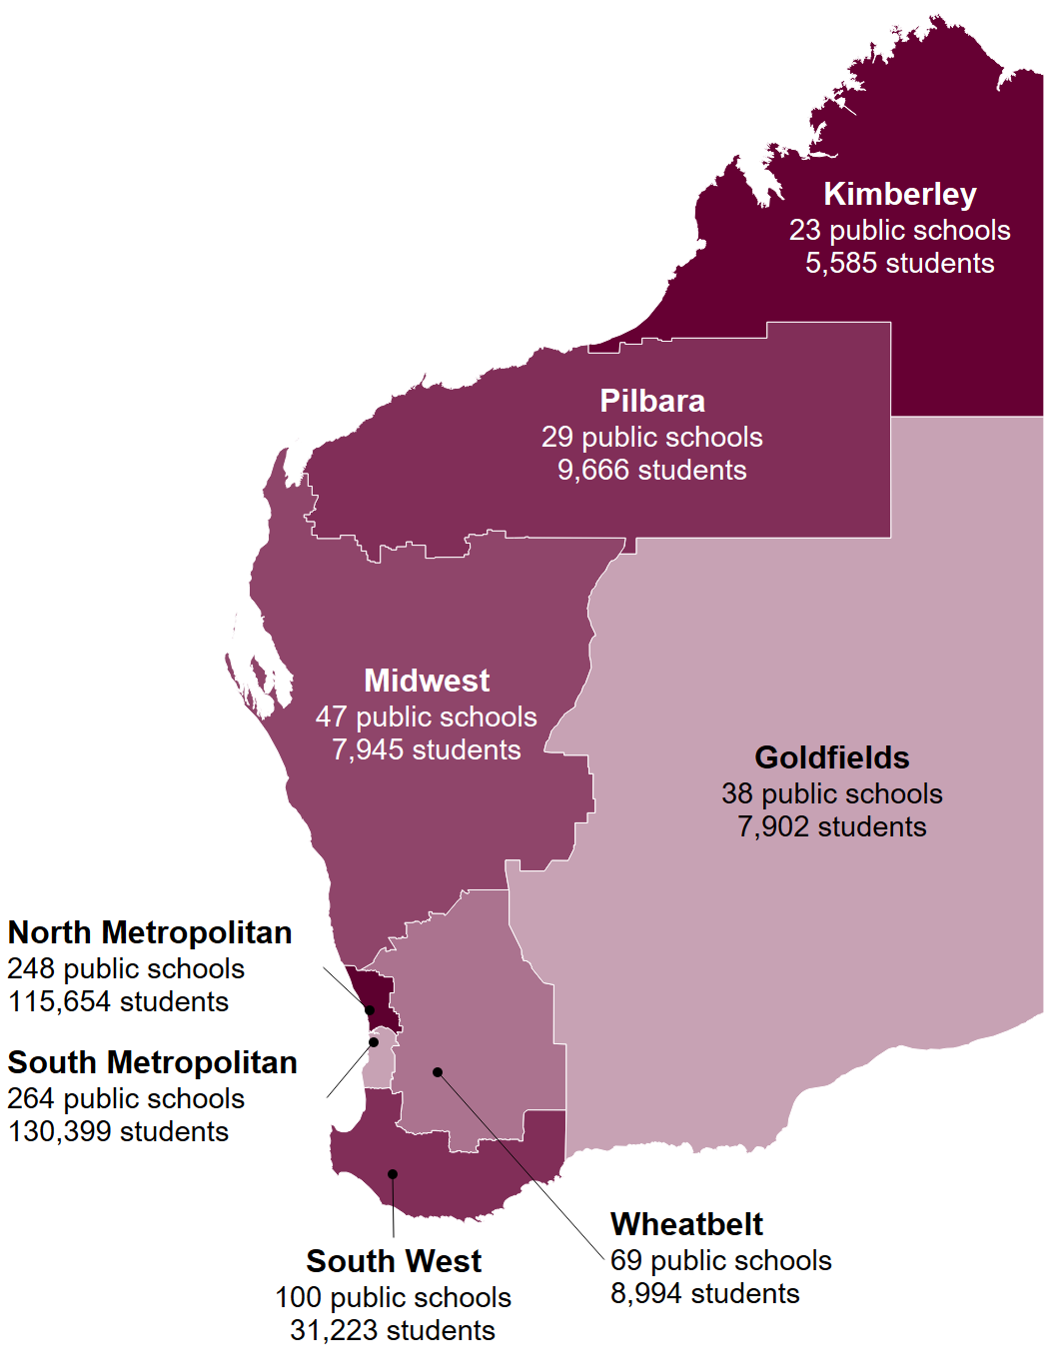 Kimberley
23 public schools
5,585 students
Pilbara
29 public schools
9,666 students
Midwest
47 public schools
7,945 students
Goldfields
38 public schools
7,902 students
North Metropolitan
248 public schools
115,654 students
South Metropolitan
264 public schools
130,399 students
Wheatbelt
69 public schools
8,994 students
South West
100 public schools
31,223 students